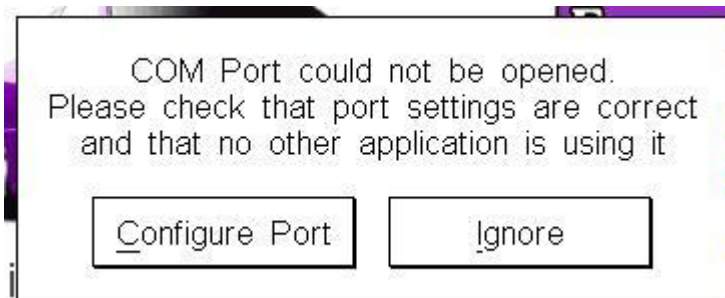 COM Port could not be opened.
Please check that port settings are correct
and that no other application is using it
Configure Port
Ignore